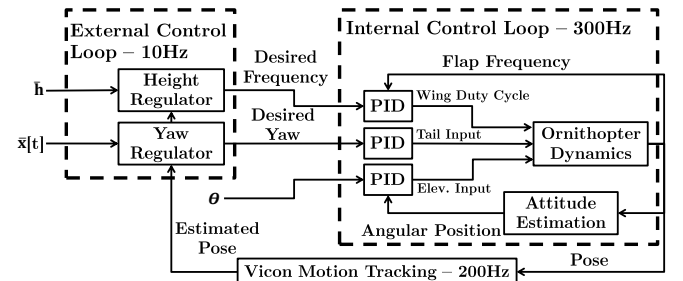 External Control
Loop – 10Hz
Internal Control Loop – 300Hz
Desired
Frequency
Flap Frequency
h̄
Height
Regulator
PID
Wing Duty Cycle
Desired
Yaw
x̄[t]
Yaw
Regulator
PID
Tail Input
Ornithopter
Dynamics
θ
PID
Elev. Input
Attitude
Estimation
Angular Position
Estimated
Pose
Vicon Motion Tracking – 200Hz
Pose